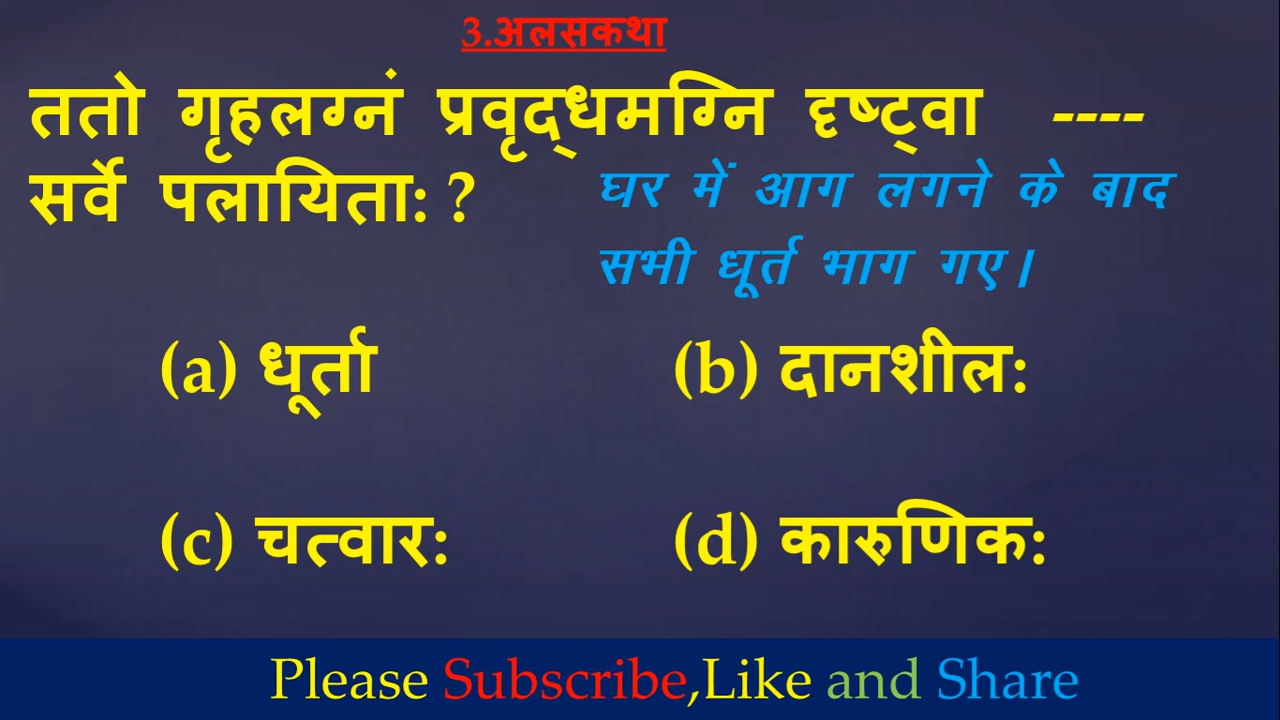 3.अलसकथा
ततो गृहलग्नं प्रवृद्धमग्नि दृष्ट्वा ----
सर्वे पलायिता: ?
घर में आग लगने के बाद
सभी धूर्त भाग गए।
(a) धूर्ता
(b) दानशील:
(c) चत्वार:
(d) कारुणिक:
Please Subscribe,Like and Share